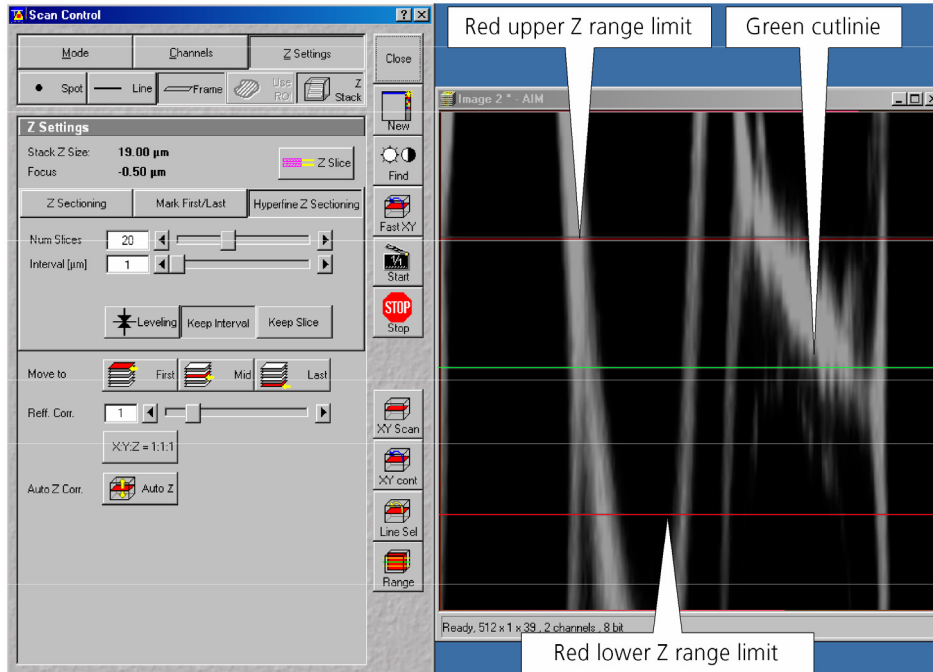 Scan Control
Mode Channels Z Settings
Spot Line Frame Use ROI Z Stack
Z Settings
Stack Z Size: 19.00 µm
Focus -0.50 µm
Z Slice
Z Sectioning Mark First/Last Hyperfine Z Sectioning
Num Slices 20
Interval [µm] 1
Leveling Keep Interval Keep Slice
Move to First Mid Last
Reff. Corr. 1
X:Y:Z = 1:1:1
Auto Z Corr. Auto Z
Close
New
Find
Fast XY
1/1
Start
STOP
Stop
XY Scan
XY cont
Line Sel
Range
Red upper Z range limit
Green cutlinie
Image 2 * - AIM
Ready, 512 x 1 x 39 , 2 channels , 8 bit
Red lower Z range limit